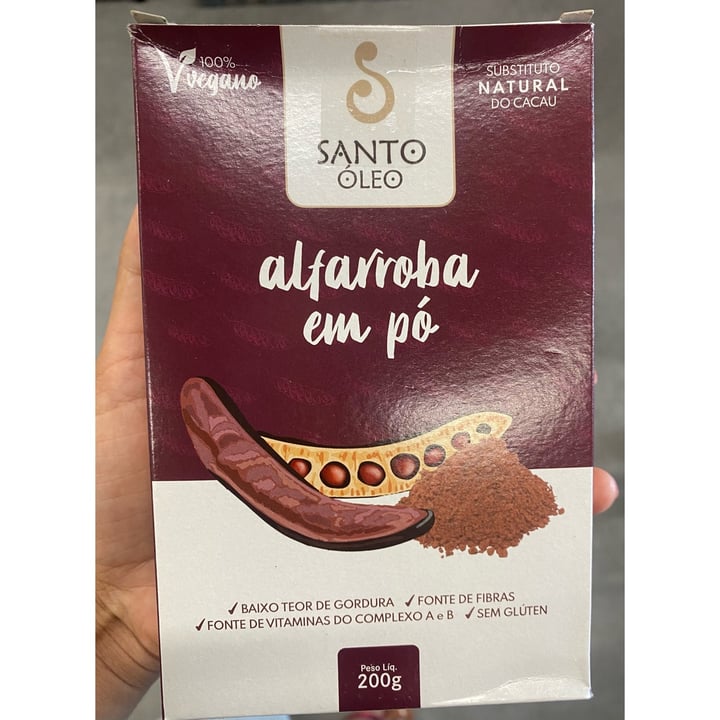 100%
vegano
SUBSTITUTO
NATURAL
DO CACAU
SANTO
ÓLEO
alfarroba
em pó
✓ BAIXO TEOR DE GORDURA ✓ FONTE DE FIBRAS
✓ FONTE DE VITAMINAS DO COMPLEXO A e B ✓ SEM GLÚTEN
Peso Líq.
200g